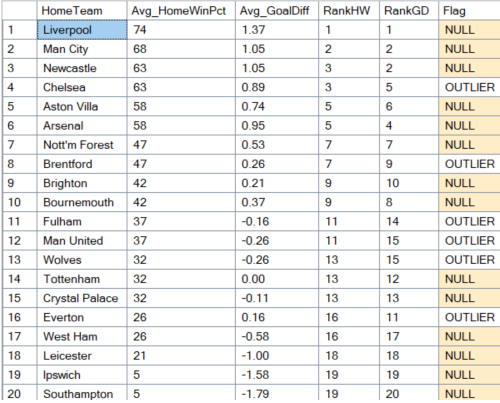 HomeTeam Avg_HomeWinPct Avg_GoalDiff RankHW RankGD Flag
1 Liverpool 74 1.37 1 1 NULL
2 Man City 68 1.05 2 2 NULL
3 Newcastle 63 1.05 3 2 NULL
4 Chelsea 63 0.89 3 5 OUTLIER
5 Aston Villa 58 0.74 5 6 NULL
6 Arsenal 58 0.95 5 4 NULL
7 Nott'm Forest 47 0.53 7 7 NULL
8 Brentford 47 0.26 7 9 OUTLIER
9 Brighton 42 0.21 9 10 NULL
10 Bournemouth 42 0.37 9 8 NULL
11 Fulham 37 -0.16 11 14 OUTLIER
12 Man United 37 -0.26 11 15 OUTLIER
13 Wolves 32 -0.26 13 15 OUTLIER
14 Tottenham 32 0.00 13 12 NULL
15 Crystal Palace 32 -0.11 13 13 NULL
16 Everton 26 0.16 16 11 OUTLIER
17 West Ham 26 -0.58 16 17 NULL
18 Leicester 21 -1.00 18 18 NULL
19 Ipswich 5 -1.58 19 19 NULL
20 Southampton 5 -1.79 19 20 NULL